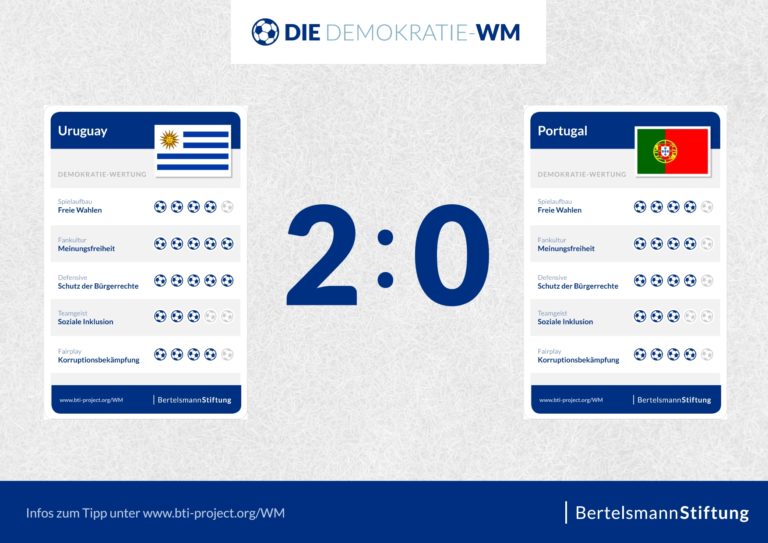 DIE DEMOKRATIE-WM
Uruguay
DEMOKRATIE-WERTUNG
Spielaufbau
Freie Wahlen
Fankultur
Meinungsfreiheit
Defensive
Schutz der Bürgerrechte
Teamgeist
Soziale Inklusion
Fairplay
Korruptionsbekämpfung
www.bti-project.org/WM
BertelsmannStiftung
2:0
Portugal
DEMOKRATIE-WERTUNG
Spielaufbau
Freie Wahlen
Fankultur
Meinungsfreiheit
Defensive
Schutz der Bürgerrechte
Teamgeist
Soziale Inklusion
Fairplay
Korruptionsbekämpfung
www.bti-project.org/WM
BertelsmannStiftung
Infos zum Tipp unter www.bti-project.org/WM
BertelsmannStiftung